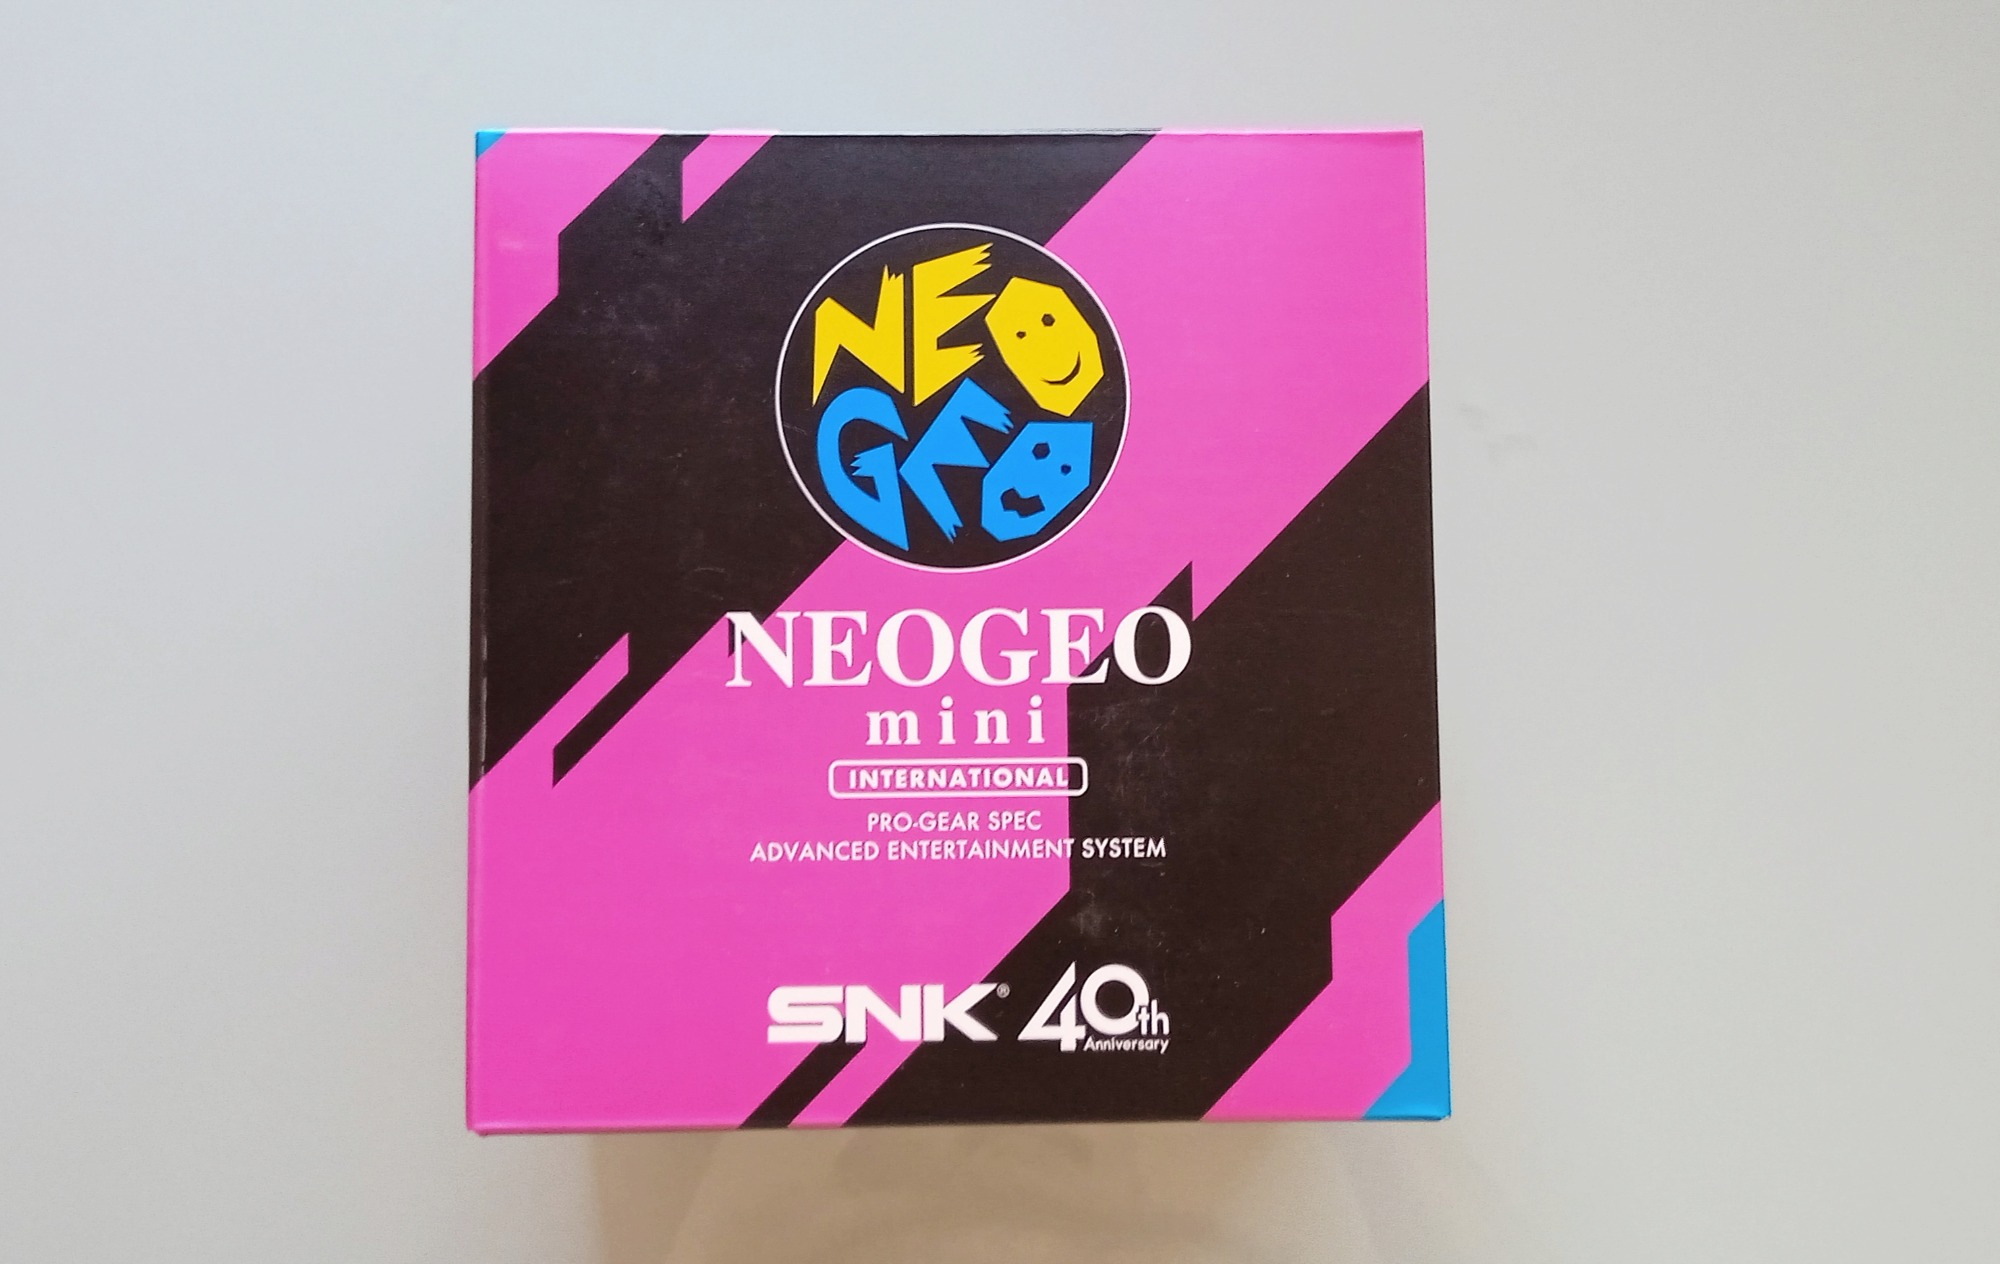 NEO
GEO
NEOGEO
mini
INTERNATIONAL
PRO-GEAR SPEC
ADVANCED ENTERTAINMENT SYSTEM
SNK® 40th
Anniversary